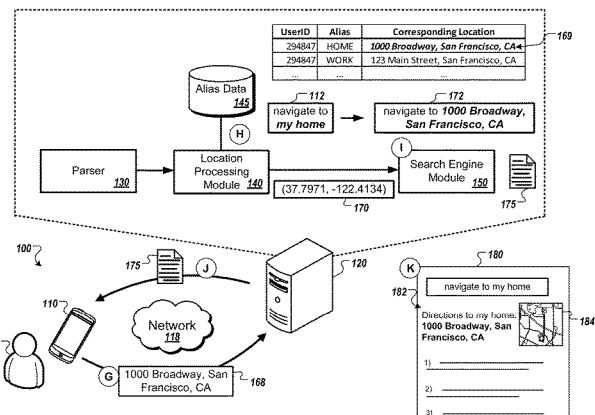 UserID Alias Corresponding Location
294847 HOME 1000 Broadway, San Francisco, CA
294847 WORK 123 Main Street, San Francisco, CA
... ... ...
169
Alias Data
145
112
navigate to
my home
172
navigate to 1000 Broadway,
San Francisco, CA
H
I
Parser
130
Location
Processing
Module
140
Search Engine
Module
150
(37.7971, -122.4134)
170
175
100
175
J
120
110
Network
118
G
1000 Broadway, San
Francisco, CA
168
K
180
navigate to my home
182
Directions to my home:
1000 Broadway, San
Francisco, CA
184
1)
2)
3)